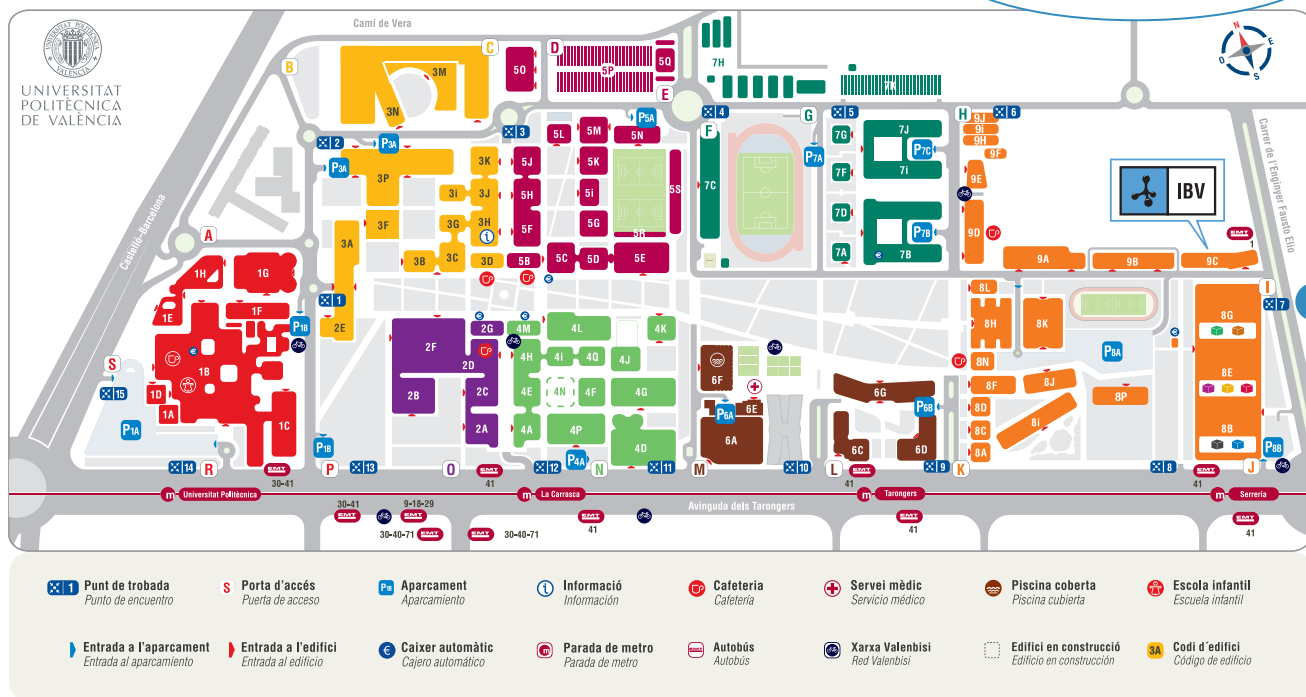 UNIVERSITAT
POLITÈCNICA
DE VALÈNCIA
Camí de Vera
Castelló-Barcelona
Carrer de l'Enginyer Fausto Elio
Avinguda dels Tarongers
N
E
S
O
IBV
A
B
C
D
E
F
G
H
I
J
K
L
M
N
O
P
R
S
1A
1B
1C
1D
1E
1F
1G
1H
2A
2B
2C
2D
2E
2F
2G
3A
3B
3C
3D
3F
3G
3H
3i
3J
3K
3M
3N
3P
4A
4D
4E
4F
4G
4H
4i
4J
4K
4L
4M
4N
4P
4Q
5A
5B
5C
5D
5E
5F
5G
5H
5i
5J
5K
5L
5M
5N
5O
5P
5Q
5R
5S
6A
6C
6D
6E
6F
6G
7A
7B
7C
7D
7F
7G
7H
7i
7J
7K
8A
8B
8C
8D
8E
8F
8G
8H
8i
8J
8K
8L
8N
8P
9A
9B
9C
9D
9E
9F
9H
9i
9J
P1A
P1B
P1B
P3A
P3A
P4A
P5A
P6A
P6B
P7A
P7B
P7C
P8A
P8B
1
2
3
4
5
6
7
8
9
10
11
12
13
14
15
EMT
1
EMT
30-41
EMT
41
EMT
41
EMT
41
m Universitat Politècnica
m La Carrasca
m Tarongers
m Serrería
30-41
EMT
9-18-29
EMT
30-40-71 EMT
EMT 30-40-71
EMT
41
EMT
41
EMT
41
1 Punt de trobada
Punto de encuentro
S Porta d'accés
Puerta de acceso
P1B Aparcament
Aparcamiento
i Informació
Información
Cafeteria
Cafetería
Servei mèdic
Servicio médico
Piscina coberta
Piscina cubierta
Escola infantil
Escuela infantil
Entrada a l'aparcament
Entrada al aparcamiento
Entrada a l'edifici
Entrada al edificio
€ Caixer automàtic
Cajero automático
m Parada de metro
Parada de metro
EMT Autobús
Autobús
Xarxa Valenbisi
Red Valenbisi
Edifici en construcció
Edificio en construcción
3A Codi d´edifici
Código de edificio